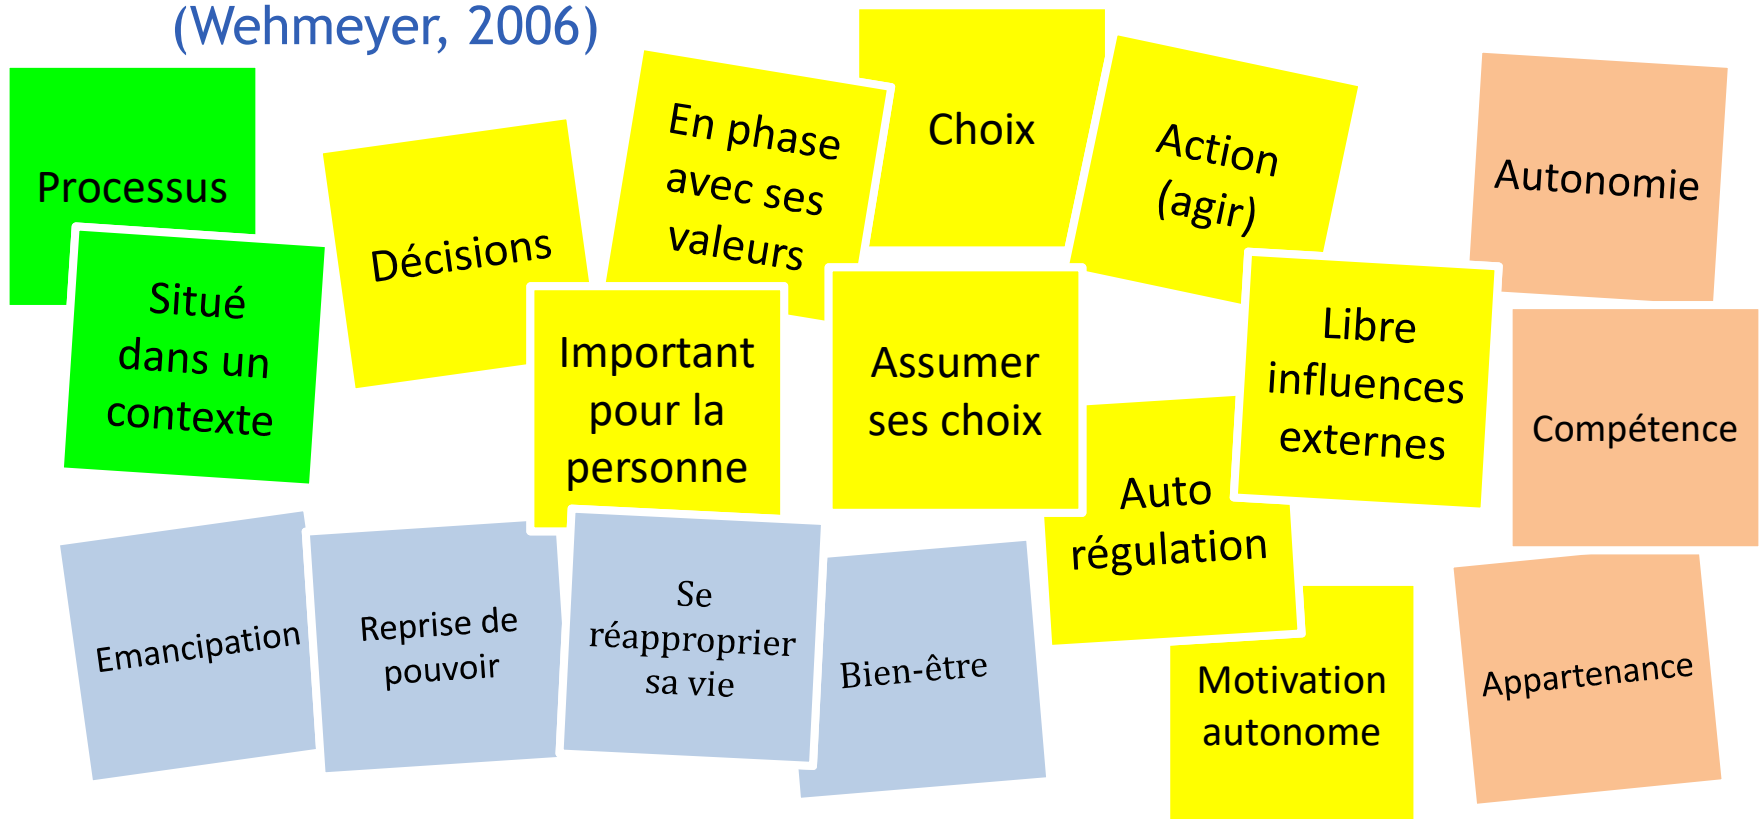 (Wehmeyer, 2006)
Processus
Situé
dans un
contexte
Décisions
En phase
avec ses
valeurs
Choix
Action
(agir)
Autonomie
Important
pour la
personne
Assumer
ses choix
Libre
influences
externes
Compétence
Auto
régulation
Emancipation
Reprise de
pouvoir
Se
réapproprier
sa vie
Bien-être
Motivation
autonome
Appartenance